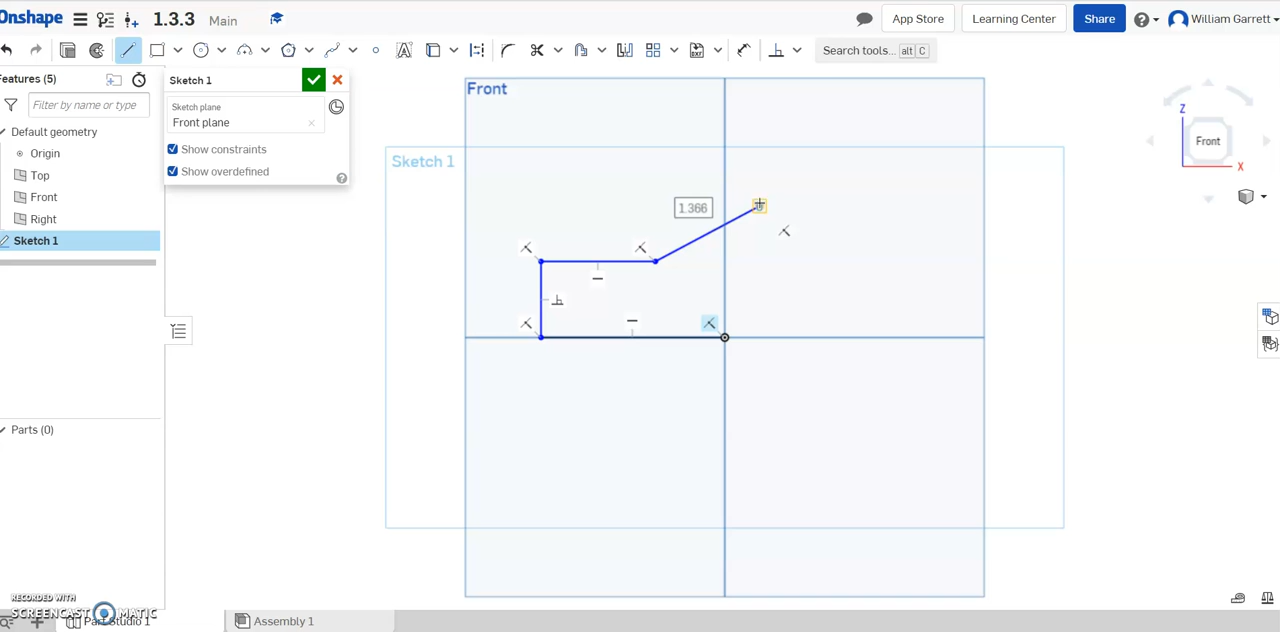 Onshape
1.3.3
Main
App Store
Learning Center
Share
William Garrett
Search tools... alt C
Features (5)
Sketch 1
Filter by name or type
Sketch plane
Front plane
Default geometry
Show constraints
Origin
Show overdefined
Top
Front
Right
Sketch 1
Front
Sketch 1
1.366
Z
Front
X
Parts (0)
RECORDED WITH
SCREENCAST MATIC
Part Studio 1
Assembly 1